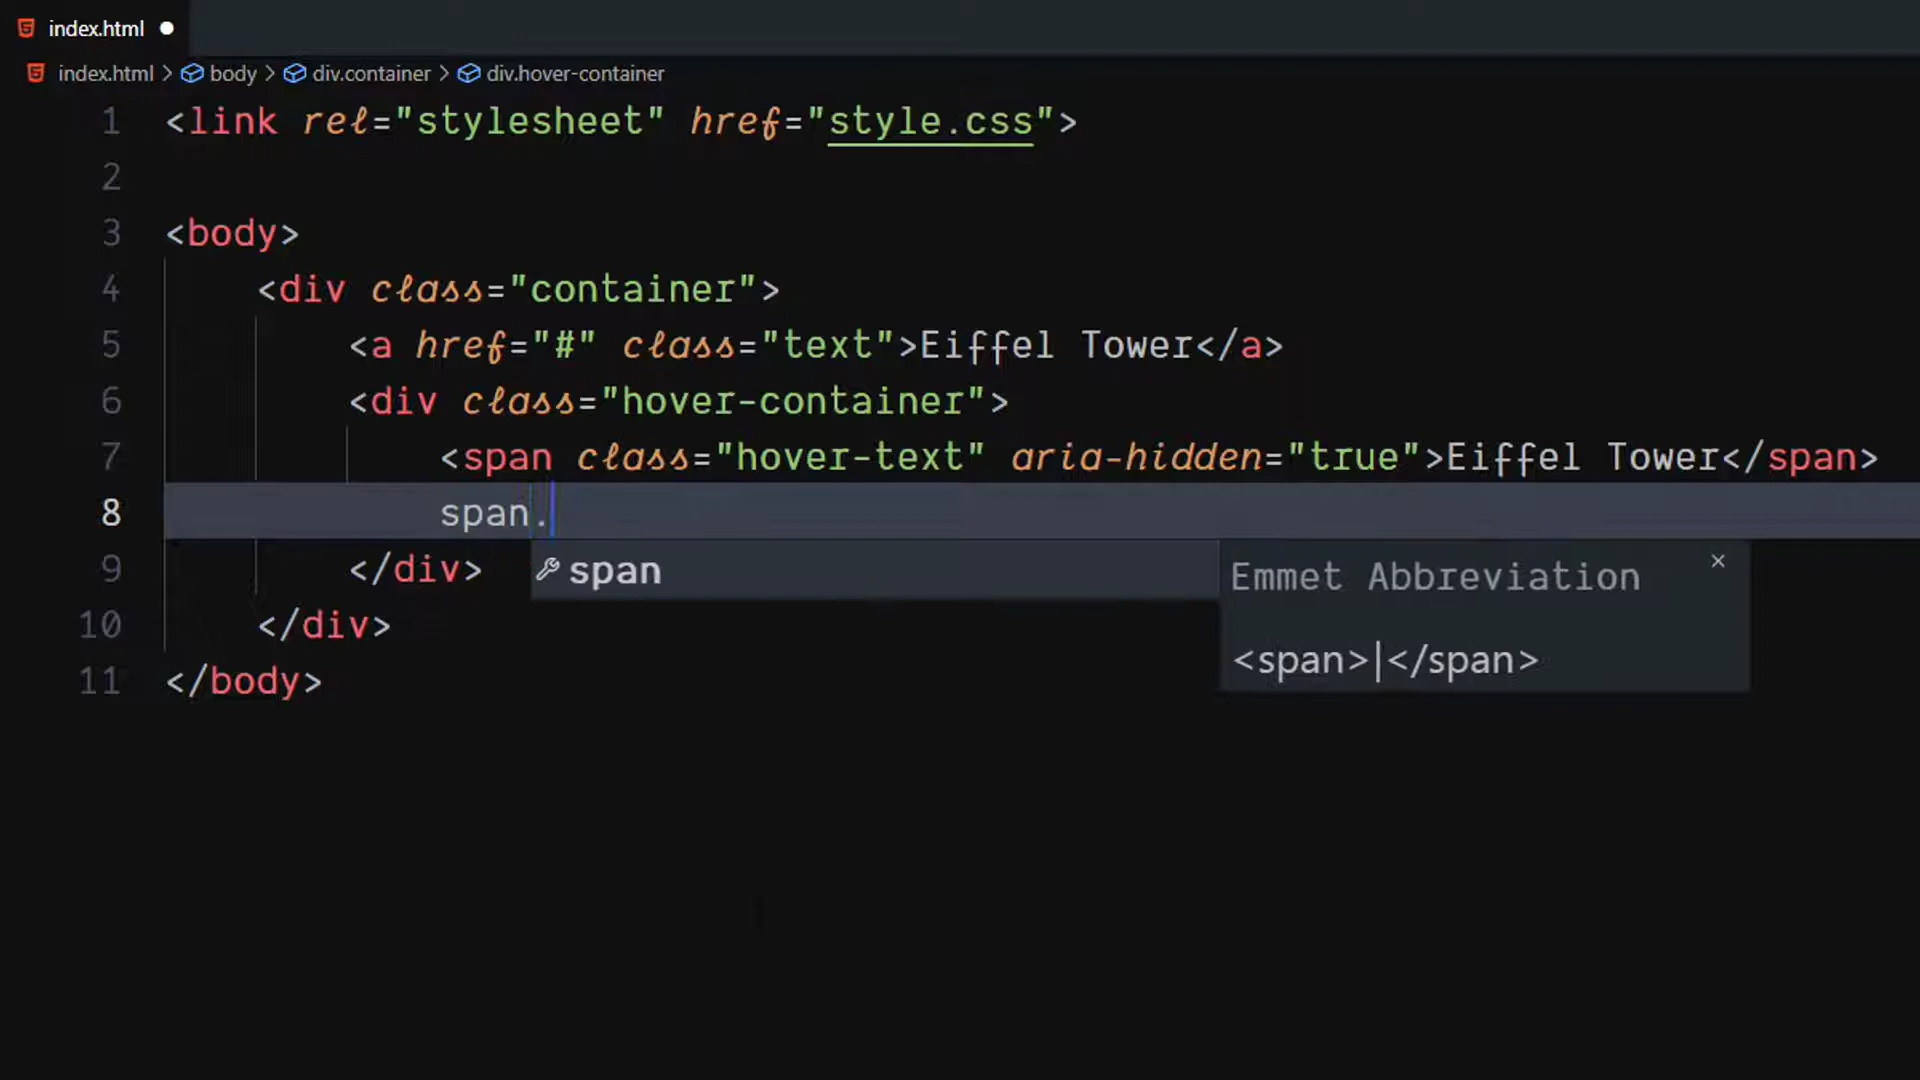 index.html
index.html > body > div.container > div.hover-container
1 <link rel="stylesheet" href="style.css">
2
3 <body>
4 <div class="container">
5 <a href="#" class="text">Eiffel Tower</a>
6 <div class="hover-container">
7 <span class="hover-text" aria-hidden="true">Eiffel Tower</span>
8 span.
9 </div>
span
Emmet Abbreviation ×
10 </div>
<span>|</span>
11 </body>